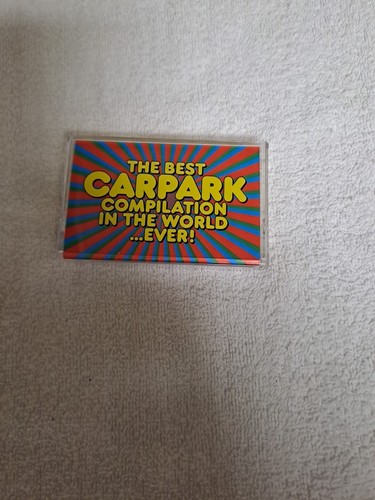 THE BEST
CARPARK
COMPILATION
IN THE WORLD
...EVER!